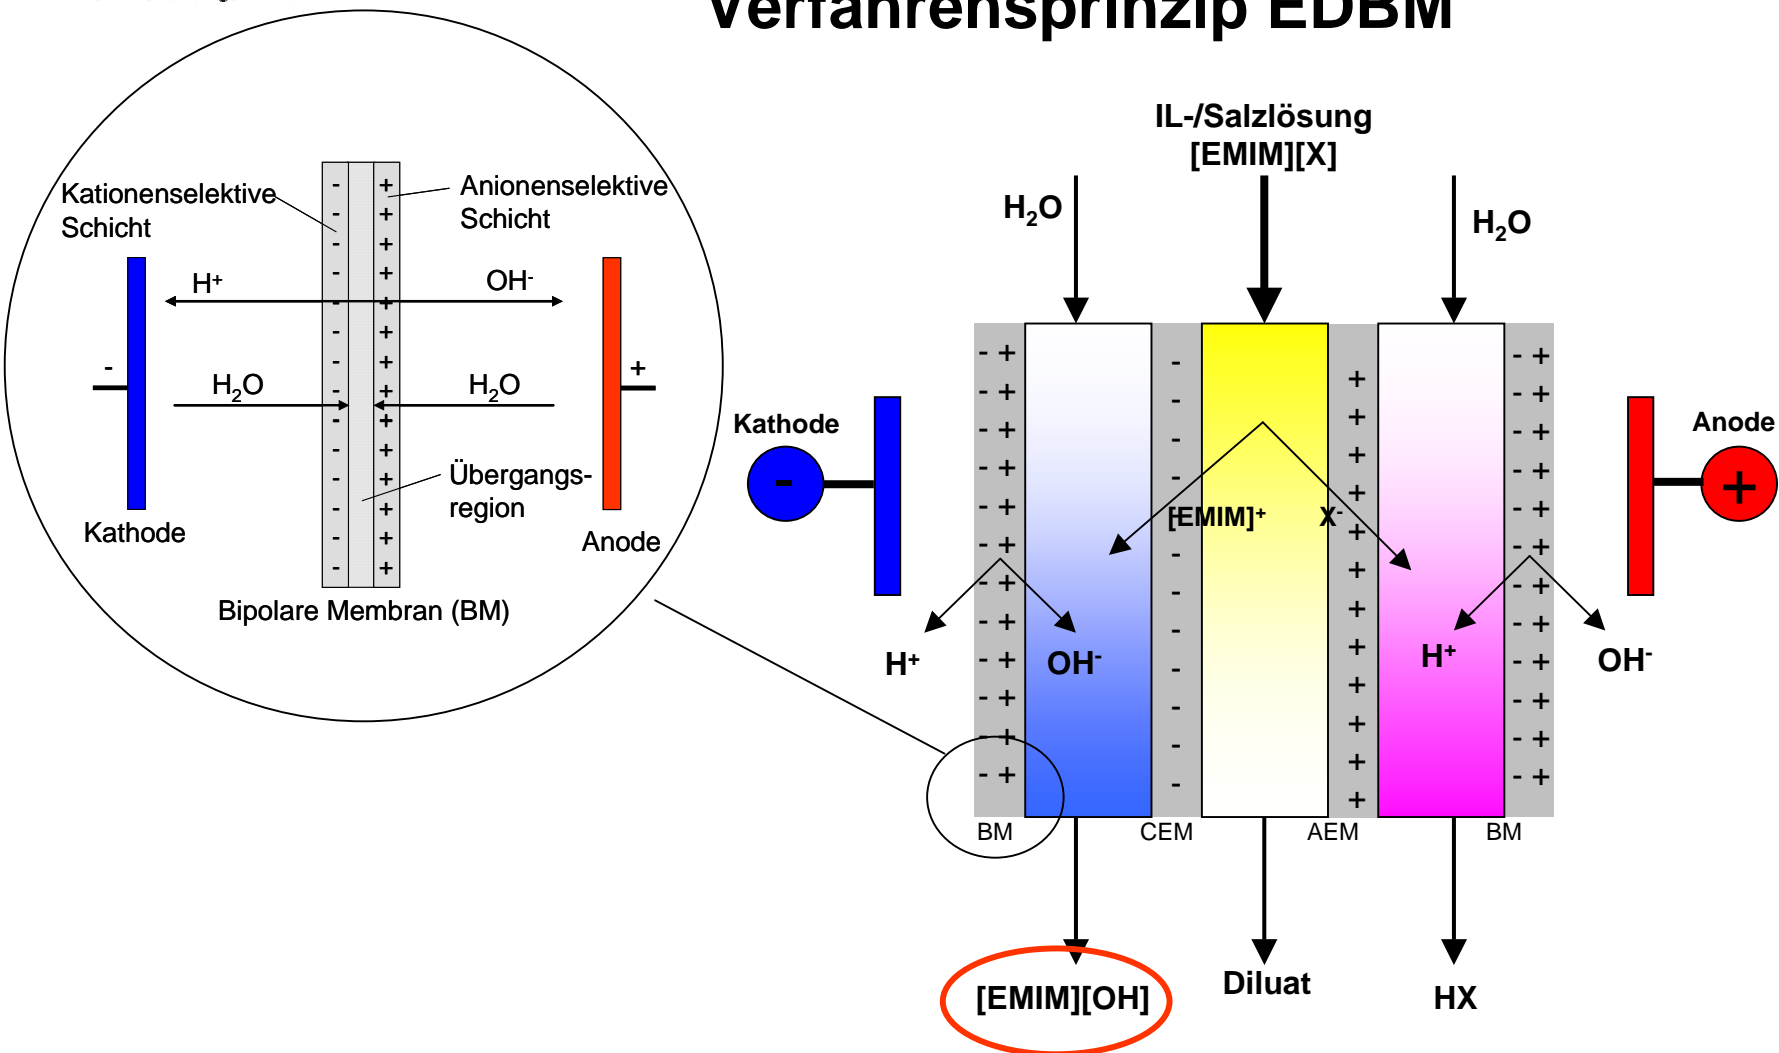 Verfahrensprinzip EDBM
Kationenselektive
Schicht
Anionenselektive
Schicht
H+
OH-
-
+
H2O
H2O
Übergangs-
region
Kathode
Anode
Bipolare Membran (BM)
IL-/Salzlösung
[EMIM][X]
H2O
H2O
Kathode
-
Anode
+
[EMIM]+
X-
H+
OH-
H+
OH-
BM
CEM
AEM
BM
[EMIM][OH]
Diluat
HX